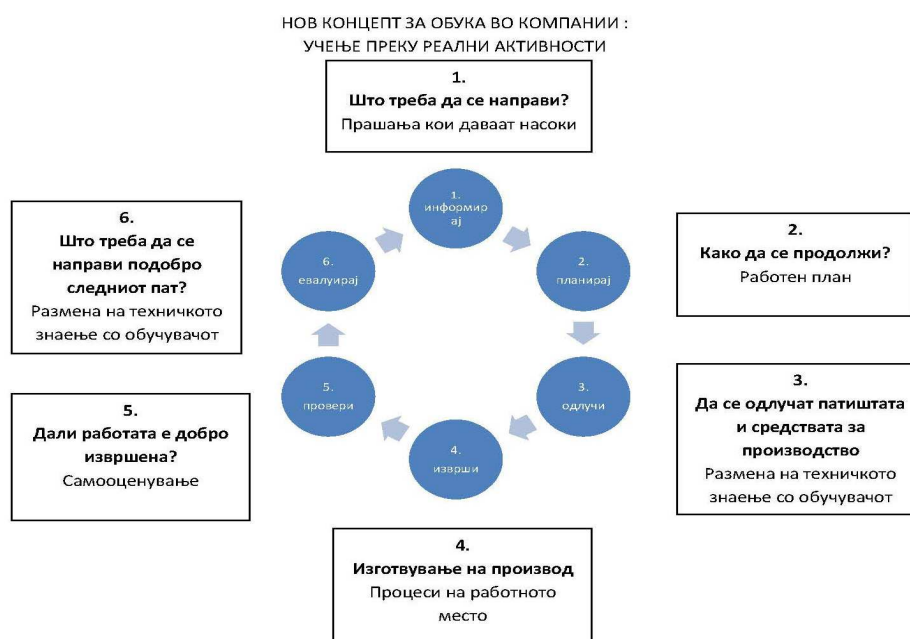 НОВ КОНЦЕПТ ЗА ОБУКА ВО КОМПАНИИ :
УЧЕЊЕ ПРЕКУ РЕАЛНИ АКТИВНОСТИ
1.
Што треба да се направи?
Прашања кои даваат насоки
1.
информир
ај
2.
планирај
3.
одлучи
4.
изврши
5.
провери
6.
евалуирај
2.
Како да се продолжи?
Работен план
3.
Да се одлучат патиштата
и средствата за
производство
Размена на техничкото
знаење со обучувачот
4.
Изготвување на производ
Процеси на работното
место
5.
Дали работата е добро
извршена?
Самооценување
6.
Што треба да се
направи подобро
следниот пат?
Размена на техничкото
знаење со обучувачот